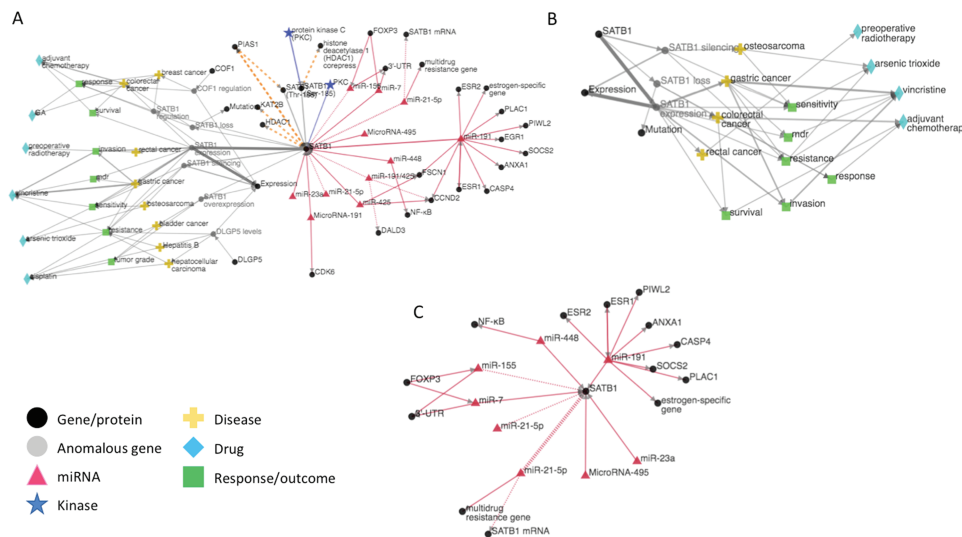 A
B
protein kinase C
(PKC)
FOXP3
SATB1 mRNA
PIAS1
histone
deacetylase 1
(HDAC1)
corepress
adjuvant
chemotherapy
3'-UTR
multidrug
resistance gene
breast cancer
COF1
response
colorectal
cancer
PKC
miR-7
COF1 regulation
miR-21-5p
GA
survival
SATB1
regulation
Mutation
KAT2B
HDAC1
SATB1 loss
MicroRNA-495
preoperative
radiotherapy
invasion
rectal cancer
SATB1
expression
SATB1
SATB1 silencing
miR-448
mdr
gastric cancer
Expression
miR-191/425
FSCN1
miR-23a
miR-21-5p
sensitivity
osteosarcoma
SATB1
overexpression
miR-425
CCND2
MicroRNA-191
NF-κB
arsenic trioxide
resistance
bladder cancer
DLGP5 levels
DALD3
Hepatitis B
tumor grade
hepatocellular
carcinoma
DLGP5
CDK6
ESR2
estrogen-specific
gene
PLAC1
PIWL2
miR-191
EGR1
SOCS2
ANXA1
ESR1
CASP4
SATB1
SATB1 silencing
osteosarcoma
preoperative
radiotherapy
SATB1 loss
gastric cancer
arsenic trioxide
Expression
SATB1
expression
sensitivity
vincristine
colorectal
cancer
Mutation
mdr
adjuvant
chemotherap
rectal cancer
resistance
response
survival
invasion
C
PIWL2
ESR1
ESR2
NF-κB
ANXA1
miR-448
CASP4
miR-191
miR-155
SOCS2
FOXP3
SATB1
PLAC1
miR-7
3'-UTR
estrogen-specific
gene
miR-21-5p
miR-23a
miR-21-5p
MicroRNA-495
multidrug
resistance gene
SATB1 mRNA
Gene/protein
Disease
Anomalous gene
Drug
miRNA
Response/outcome
Kinase